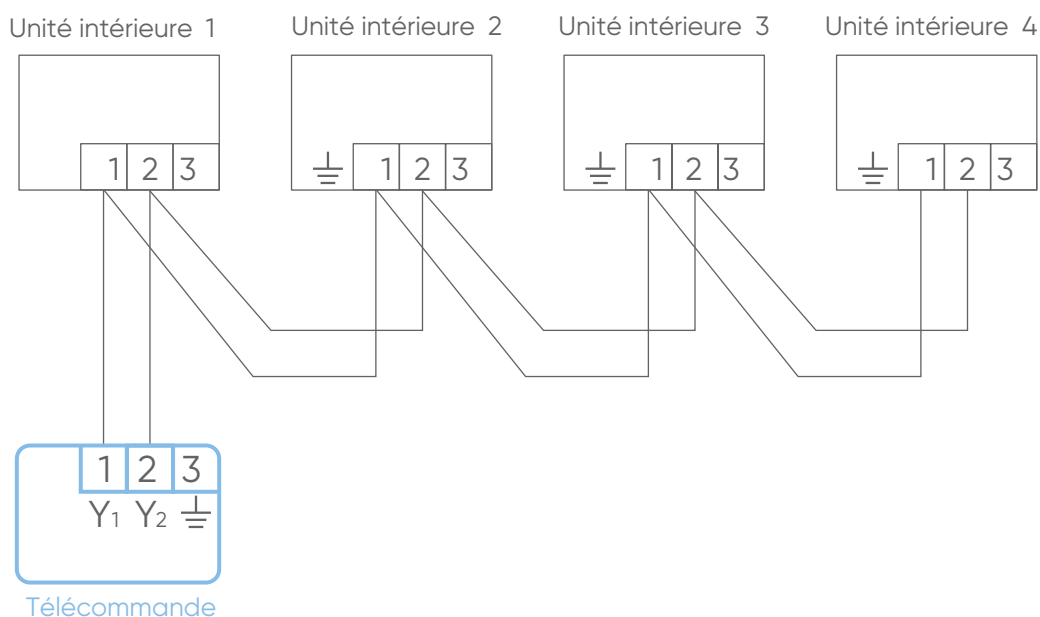 Unité intérieure 1 Unité intérieure 2 Unité intérieure 3 Unité intérieure 4
1 2 3 1 2 3 1 2 3 1 2 3
1 2 3
Y1 Y2
Télécommande